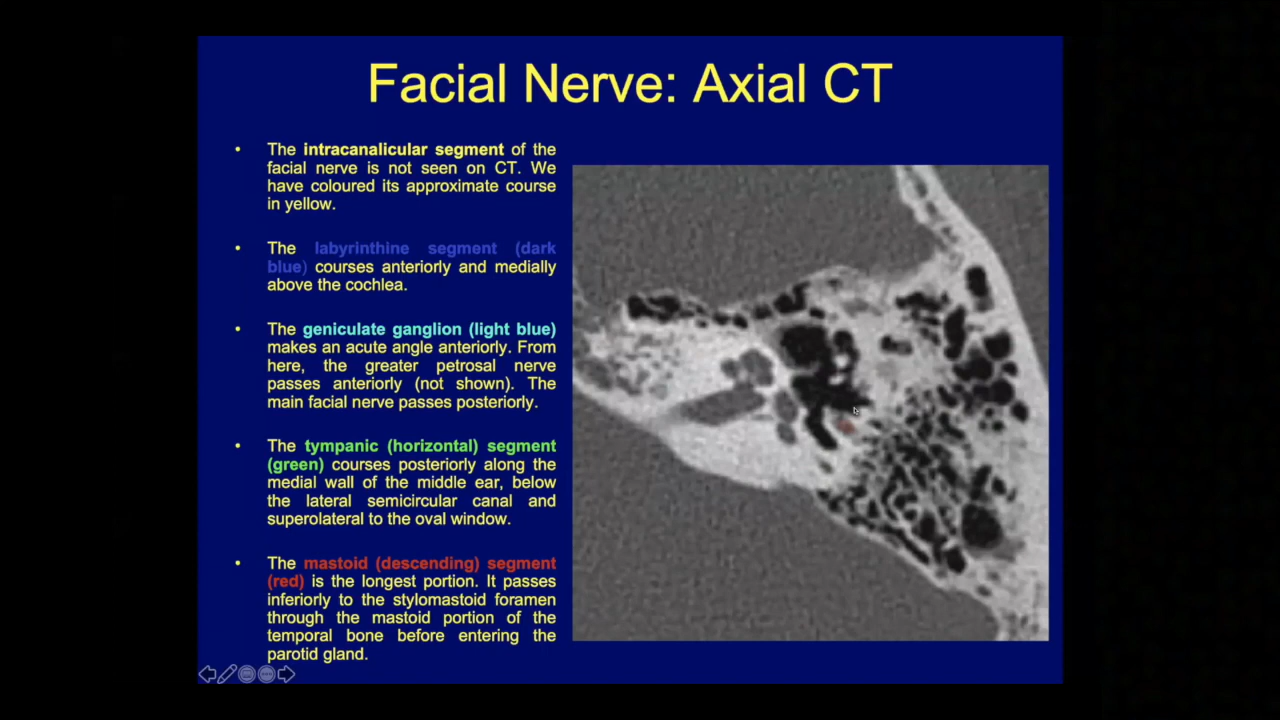 Facial Nerve: Axial CT
• The intracanalicular segment of the
facial nerve is not seen on CT. We
have coloured its approximate course
in yellow.
• The labyrinthine segment (dark
blue) courses anteriorly and medially
above the cochlea.
• The geniculate ganglion (light blue)
makes an acute angle anteriorly. From
here, the greater petrosal nerve
passes anteriorly (not shown). The
main facial nerve passes posteriorly.
• The tympanic (horizontal) segment
(green) courses posteriorly along the
medial wall of the middle ear, below
the lateral semicircular canal and
superolateral to the oval window.
• The mastoid (descending) segment
(red) is the longest portion. It passes
inferiorly to the stylomastoid foramen
through the mastoid portion of the
temporal bone before entering the
parotid gland.